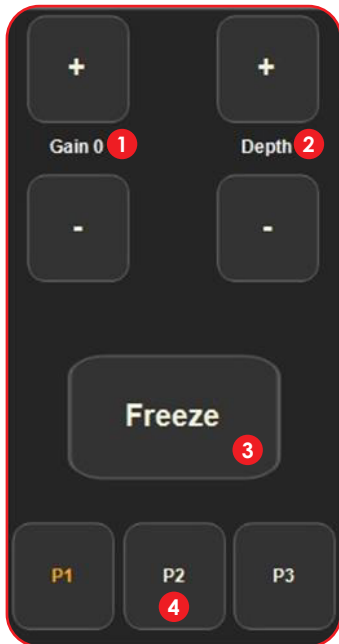 + +
Gain 0 1 Depth 2
- -
Freeze
3
P1 P2 P3
4